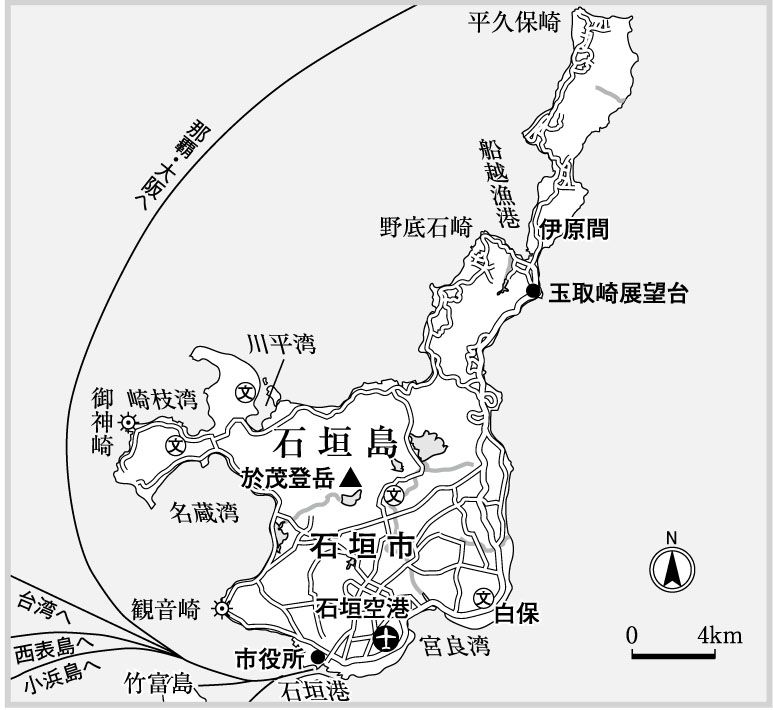 平久保崎
那覇・大阪へ
船越漁港
野底石崎
伊原間
玉取崎展望台
川平湾
御神崎
崎枝湾
文
文
石垣島
於茂登岳
文
名蔵湾
石垣市
N
台湾へ
観音崎
石垣空港
文
白保
西表島へ
市役所
宮良湾
0 4km
小浜島へ
竹富島
石垣港